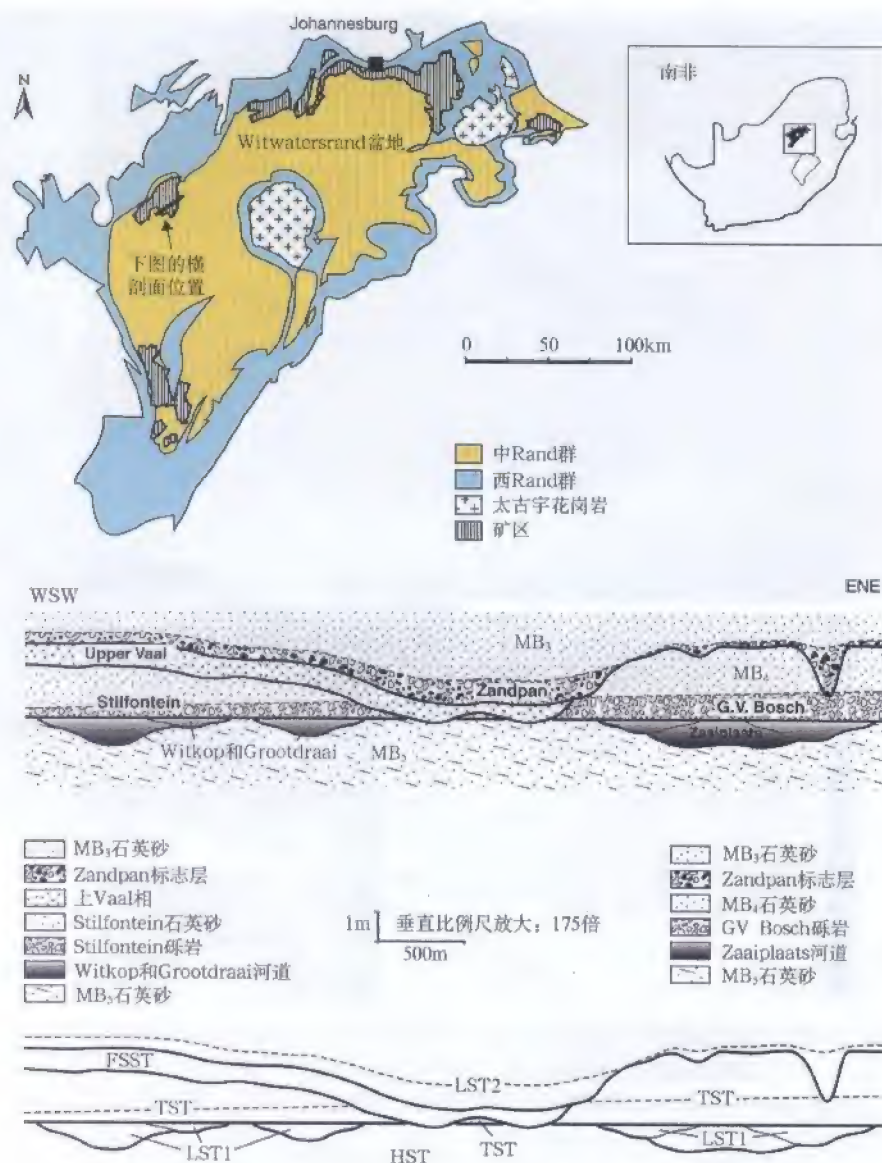 Johannesburg
N
南非
Witwatersrand盆地
下图的横
剖面位置
0 50 100km
中Rand群
西Rand群
太古宇花岗岩
矿区
WSW
ENE
MB₃
Upper Vaal
MB₄
Zandpan
Stilfontein
G.V. Bosch
Zaaiplaats
Witkop和Grootdraai
MB₅
MB₃石英砂
Zandpan标志层
上Vaal相
Stilfontein石英砂
Stilfontein砾岩
Witkop和Grootdraai河道
MB₅石英砂
1m 垂直比例尺放大：175倍
500m
MB₃石英砂
Zandpan标志层
MB₄石英砂
GV Bosch砾岩
Zaaiplaats河道
MB₅石英砂
FSST
LST2
TST
TST
LST1
HST
TST
LST1